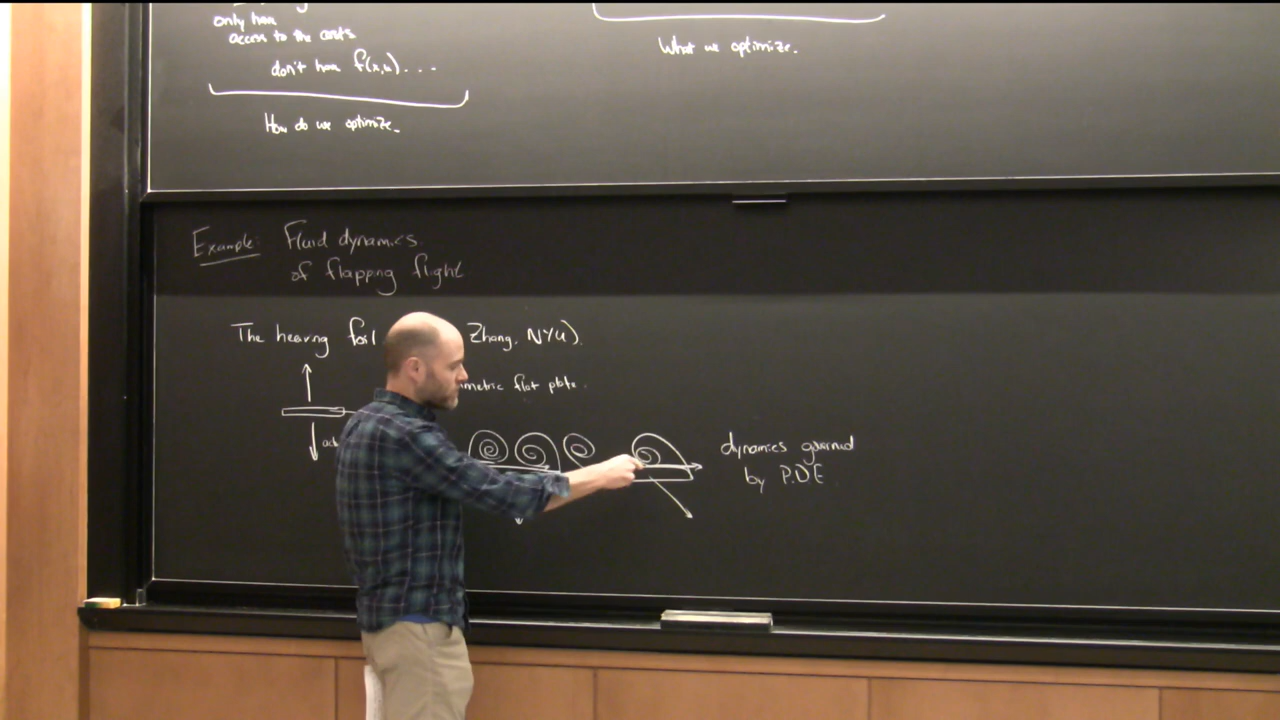 only have
access to the costs
don't have f(x,u)...
How do we optimize.
What we optimize.
Example: Fluid dynamics
of flapping flight
The heaving foil Zhang, NYU).
metric flat plate.
dynamics governed
by P.D.E